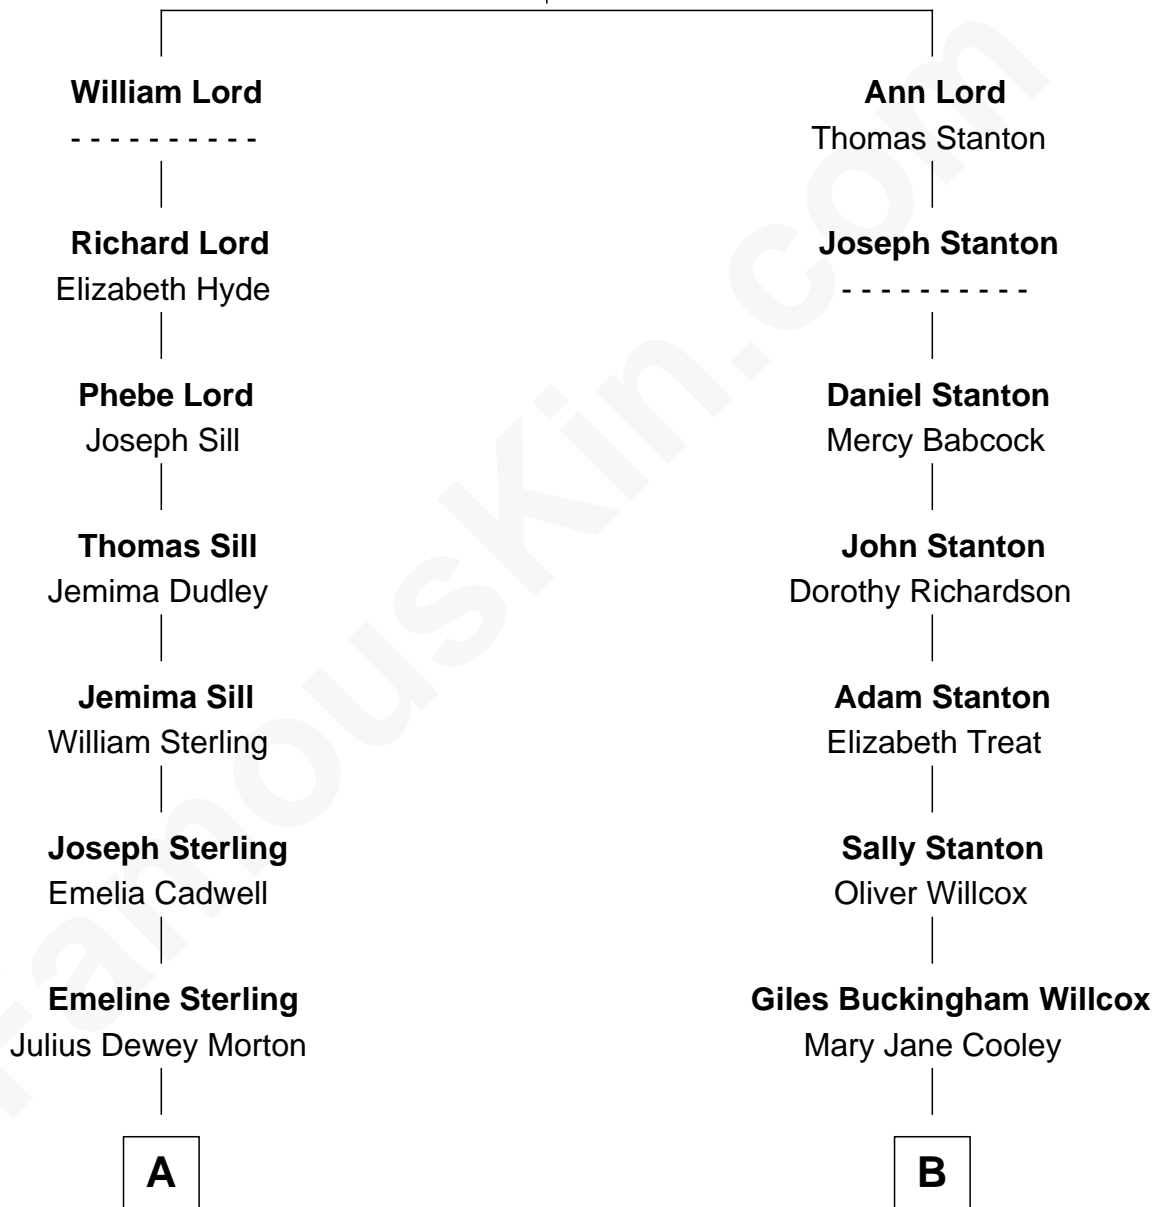 William Lord
- - - - - - - - - -
Richard Lord
Elizabeth Hyde
Phebe Lord
Joseph Sill
Thomas Sill
Jemima Dudley
Jemima Sill
William Sterling
Joseph Sterling
Emelia Cadwell
Emeline Sterling
Julius Dewey Morton
A
Ann Lord
Thomas Stanton
Joseph Stanton
- - - - - - - - - -
Daniel Stanton
Mercy Babcock
John Stanton
Dorothy Richardson
Adam Stanton
Elizabeth Treat
Sally Stanton
Oliver Willcox
Giles Buckingham Willcox
Mary Jane Cooley
B
FamousKin.com